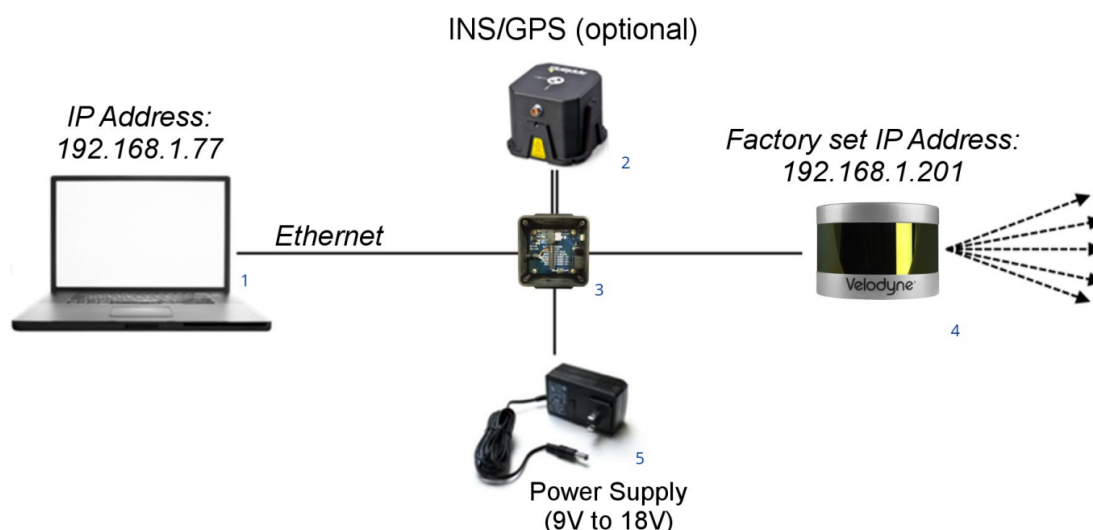 INS/GPS (optional)
IP Address:
192.168.1.77
Factory set IP Address:
192.168.1.201
2
Ethernet
1
3
Velodyne
4
5
Power Supply
(9V to 18V)